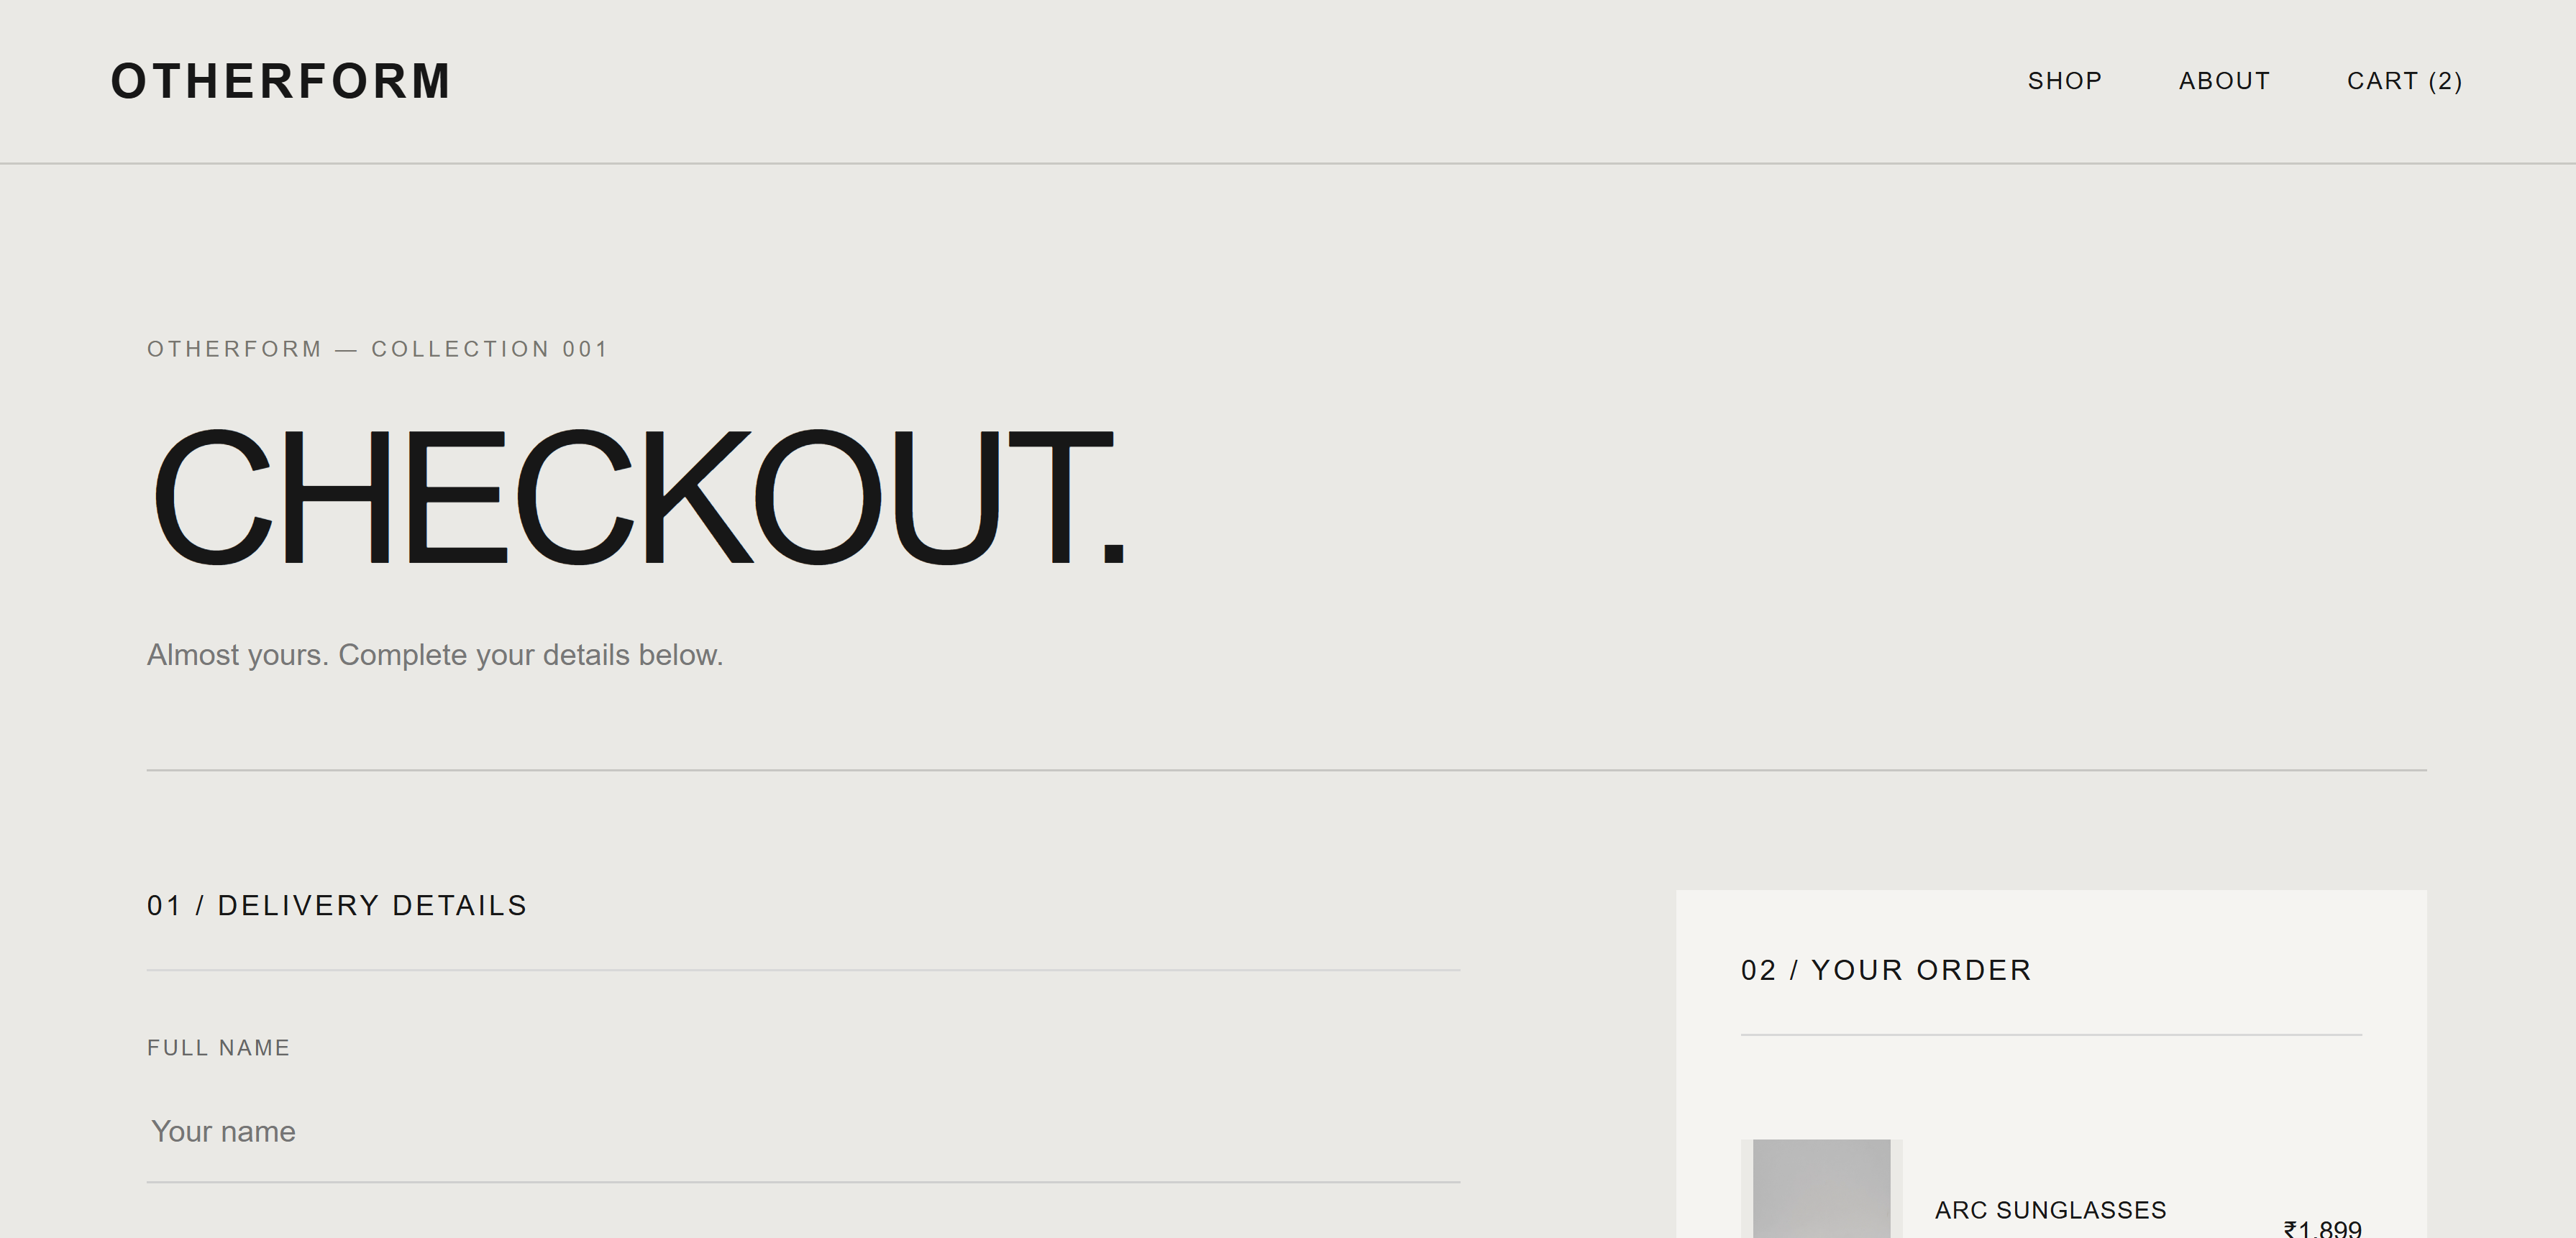 OTHERFORM
SHOP
ABOUT
CART (2)
OTHERFORM — COLLECTION 001
CHECKOUT.
Almost yours. Complete your details below.
01 / DELIVERY DETAILS
FULL NAME
Your name
02 / YOUR ORDER
ARC SUNGLASSES
₹1,899